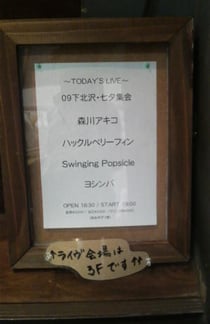 ～TODAY'S LIVE～
09下北沢・七夕集会
森川アキコ
ハックルベリーフィン
Swinging Popsicle
ヨシンバ
OPEN 18:30 / START 19:00
ライヴ会場は
3Fです